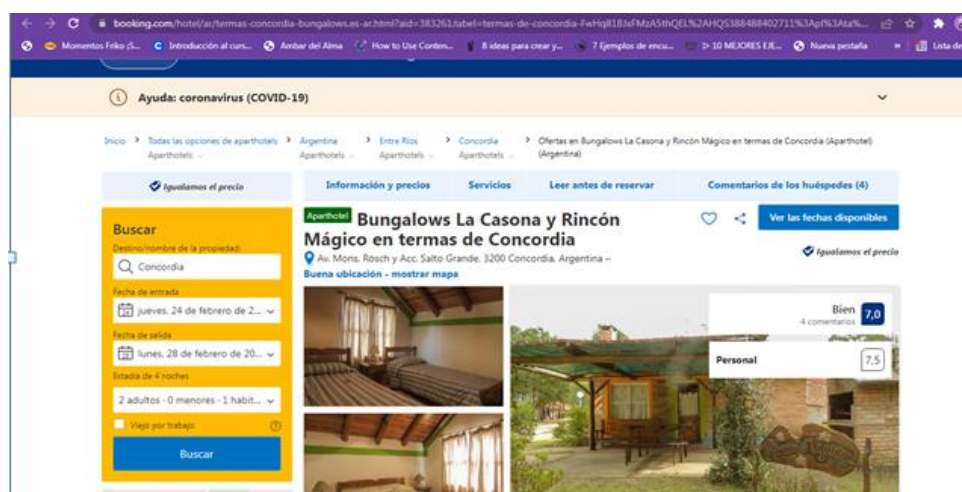 booking.com/hotel/ar/termas-concordia-bungalows.es-ar.html?aid=383261
Momentos Friko
Introducción al curs...
Ambar del Alma
How to Use Conten...
8 ideas para crear y...
7 Ejemplos de encu...
▷ 10 MEJORES EJE...
Nueva pestaña
»
Lista de
Ayuda: coronavirus (COVID-19)
Inicio > Todas las opciones de aparthotels > Argentina > Entre Ríos > Concordia > Ofertas en Bungalows La Casona y Rincón Mágico en termas de Concordia (Aparthotel)
Aparthotels Aparthotels Aparthotels Aparthotels (Argentina)
Igualamos el precio
Información y precios
Servicios
Leer antes de reservar
Comentarios de los huéspedes (4)
Buscar
Destino/nombre de la propiedad:
Concordia
Fecha de entrada
jueves, 24 de febrero de 2...
Fecha de salida
lunes, 28 de febrero de 20...
Estadía de 4 noches
2 adultos - 0 menores - 1 habit...
Viajo por trabajo
Buscar
Aparthotel Bungalows La Casona y Rincón
Mágico en termas de Concordia
Av. Mons. Rösch y Acc. Salto Grande, 3200 Concordia, Argentina –
Buena ubicación - mostrar mapa
Ver las fechas disponibles
Igualamos el precio
Bien 7,0
4 comentarios
Personal 7,5